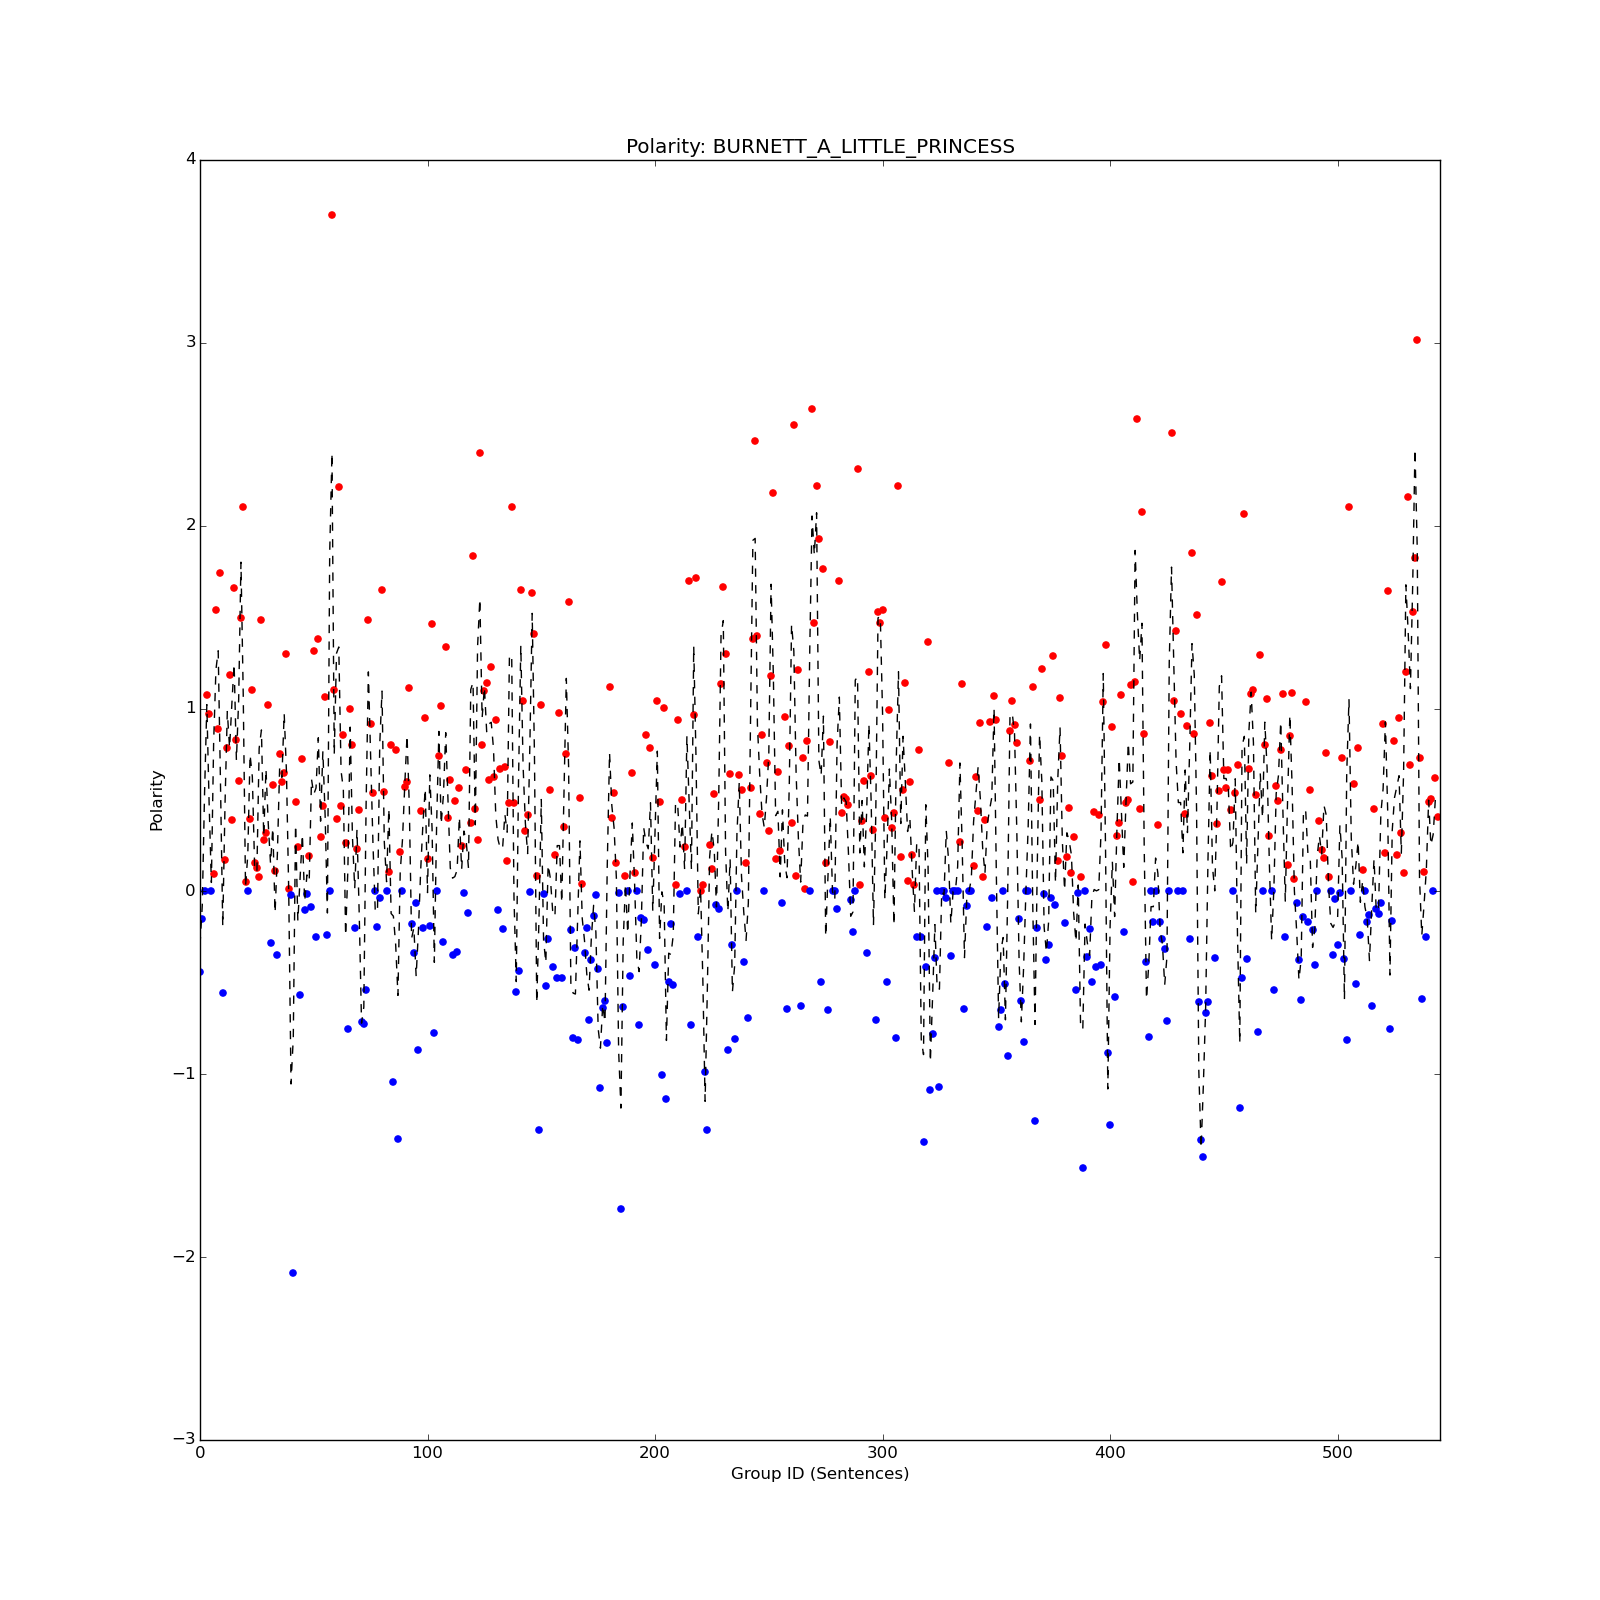 Polarity: BURNETT_A_LITTLE_PRINCESS
4
3
2
1
0
−1
−2
−3
Polarity
0 100 200 300 400 500
Group ID (Sentences)